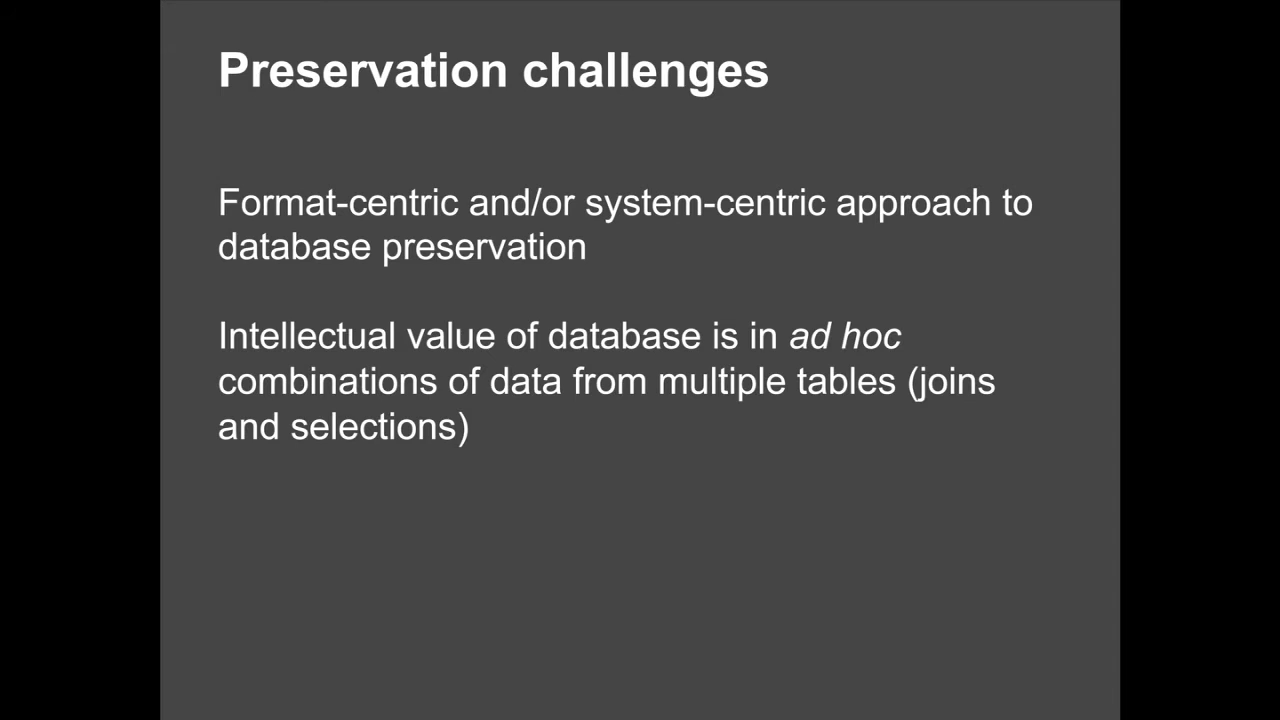 Preservation challenges
Format-centric and/or system-centric approach to
database preservation
Intellectual value of database is in ad hoc
combinations of data from multiple tables (joins
and selections)